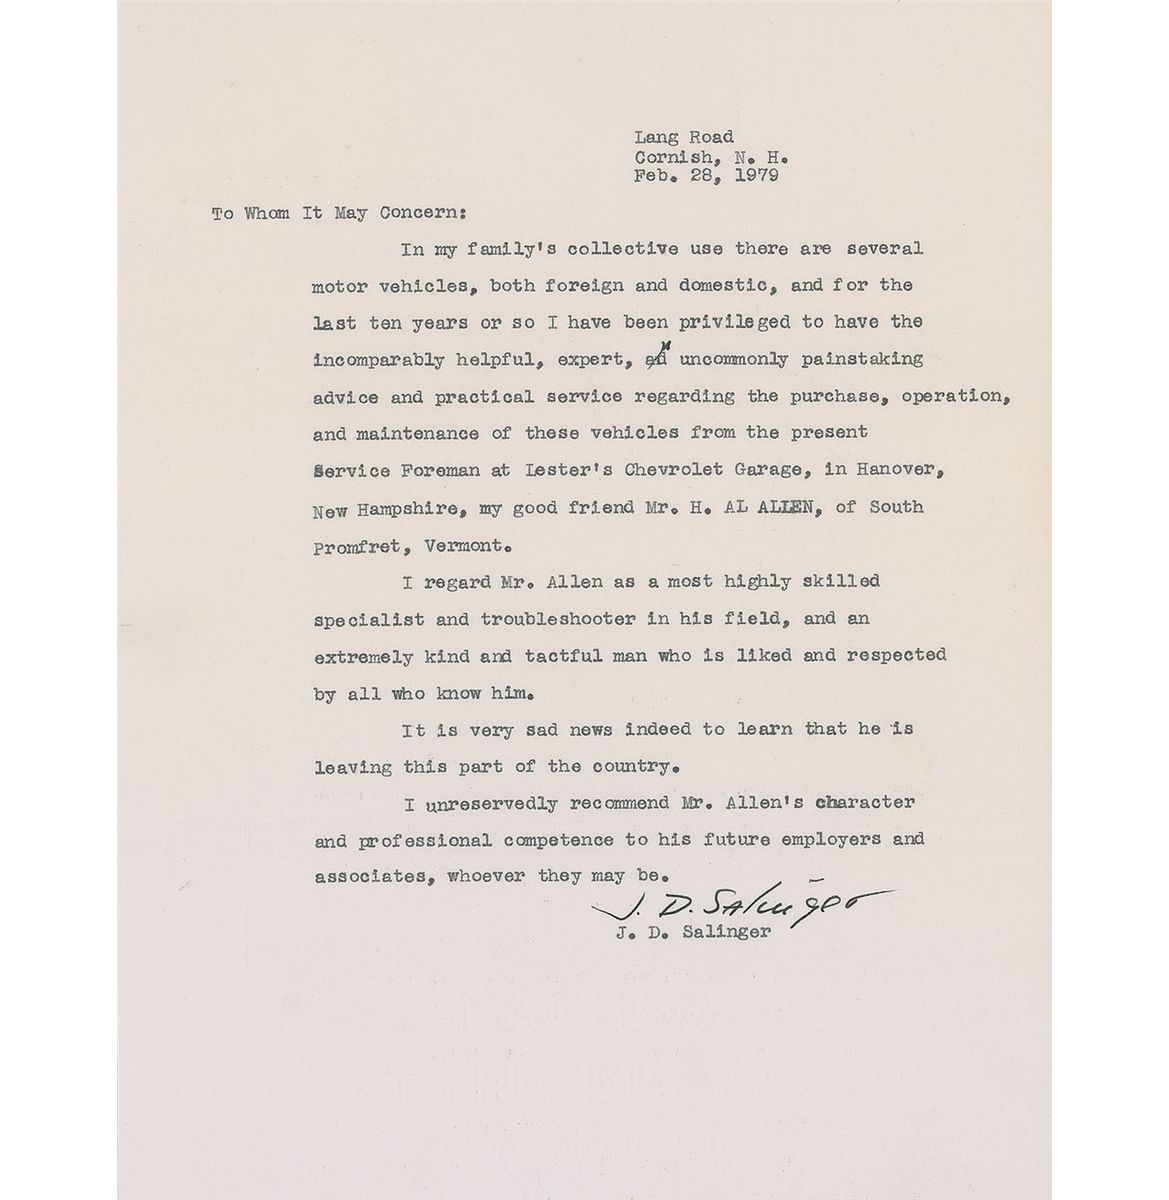 Lang Road
Cornish, N. H.
Feb. 28, 1979
To Whom It May Concern:
In my family's collective use there are several
motor vehicles, both foreign and domestic, and for the
last ten years or so I have been privileged to have the
incomparably helpful, expert, uncommonly painstaking
advice and practical service regarding the purchase, operation,
and maintenance of these vehicles from the present
Service Foreman at Lester's Chevrolet Garage, in Hanover,
New Hampshire, my good friend Mr. H. AL ALLEN, of South
Promfret, Vermont.
I regard Mr. Allen as a most highly skilled
specialist and troubleshooter in his field, and an
extremely kind and tactful man who is liked and respected
by all who know him.
It is very sad news indeed to learn that he is
leaving this part of the country.
I unreservedly recommend Mr. Allen's character
and professional competence to his future employers and
associates, whoever they may be.
J. D. Salinger
J. D. Salinger